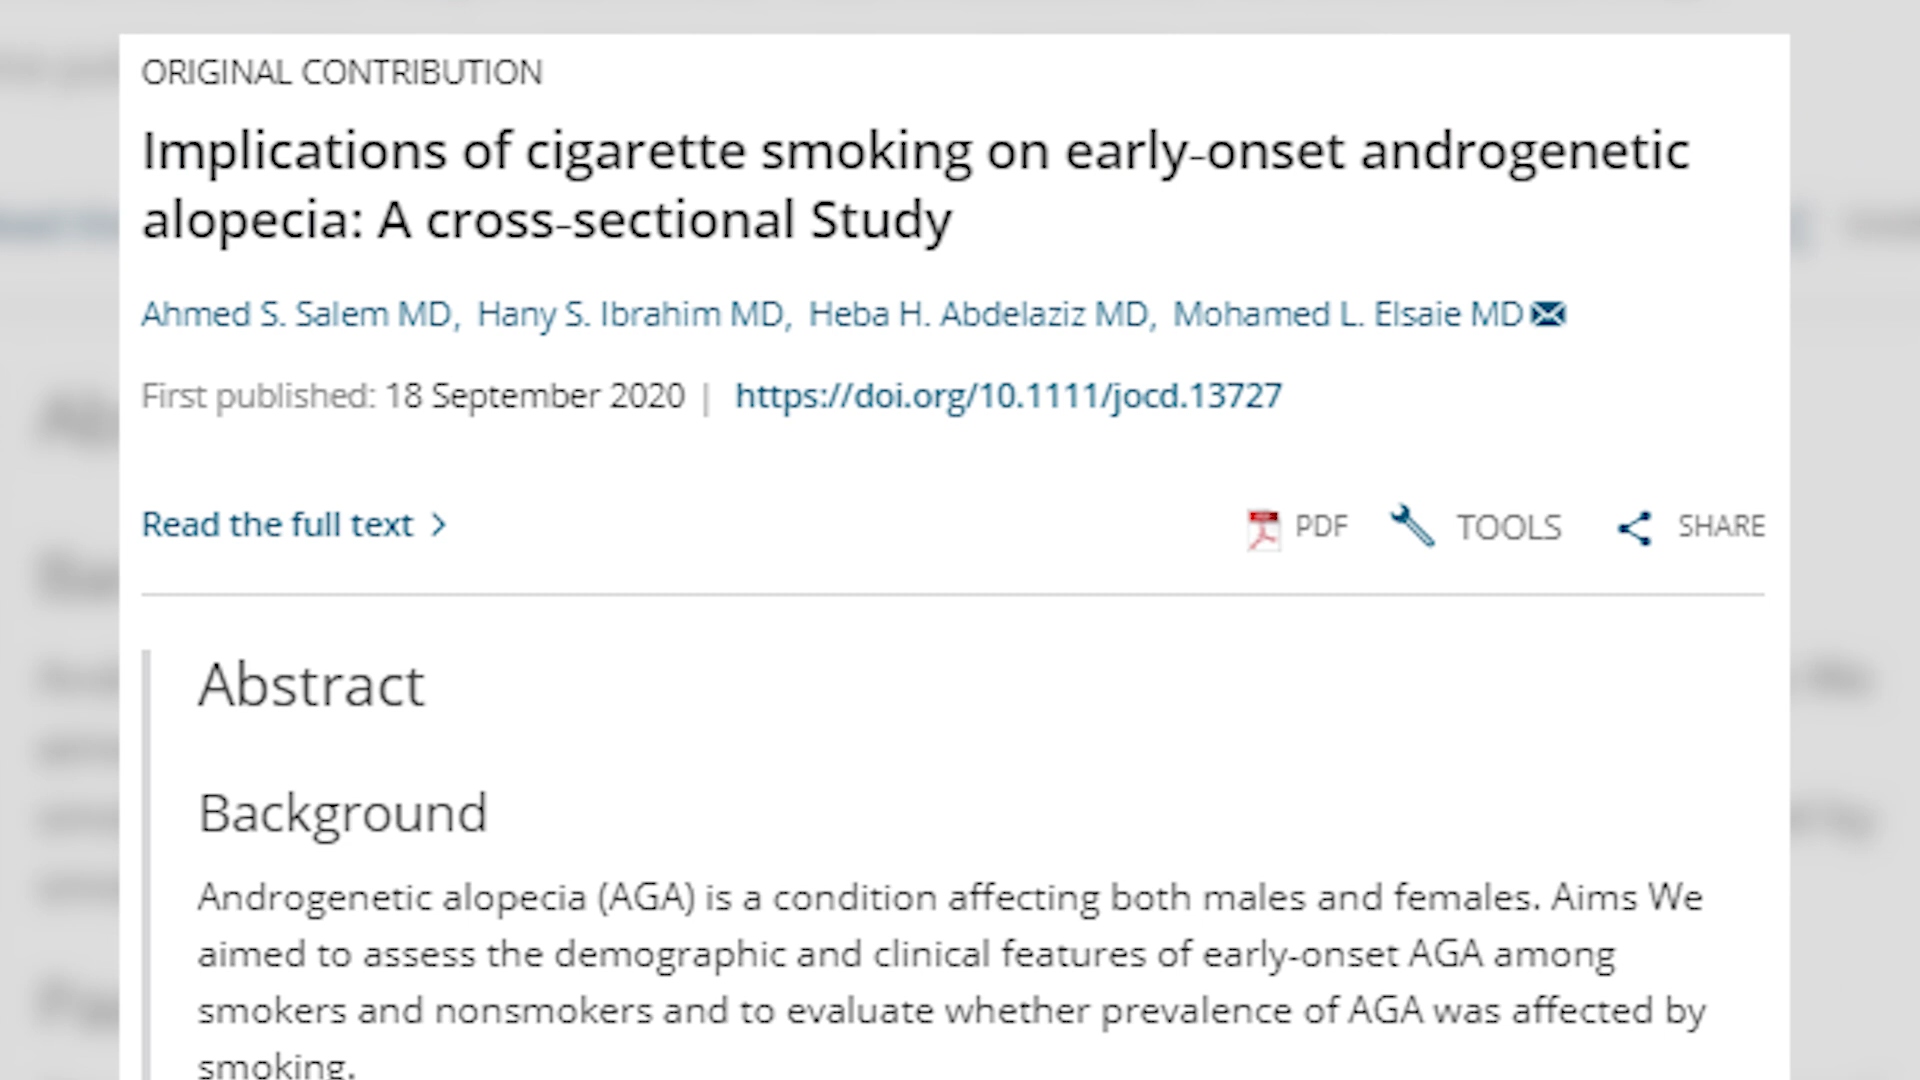 ORIGINAL CONTRIBUTION
Implications of cigarette smoking on early-onset androgenetic
alopecia: A cross-sectional Study
Ahmed S. Salem MD, Hany S. Ibrahim MD, Heba H. Abdelaziz MD, Mohamed L. Elsaie MD
First published: 18 September 2020 | https://doi.org/10.1111/jocd.13727
Read the full text > PDF TOOLS SHARE
Abstract
Background
Androgenetic alopecia (AGA) is a condition affecting both males and females. Aims We
aimed to assess the demographic and clinical features of early-onset AGA among
smokers and nonsmokers and to evaluate whether prevalence of AGA was affected by
smoking.